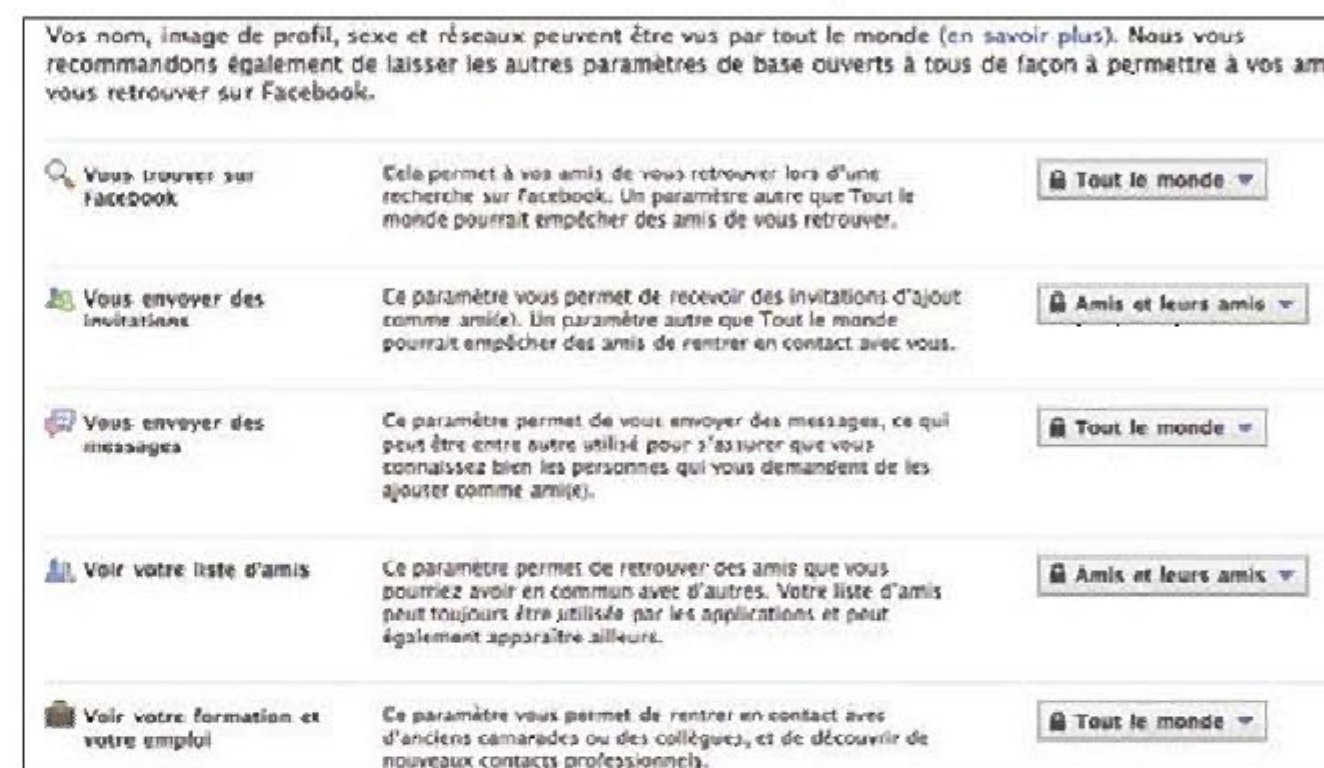 Vos nom, image de profil, sexe et réseaux peuvent être vus par tout le monde (en savoir plus). Nous vous
recommandons également de laisser les autres paramètres de base ouverts à tous de façon à permettre à vos am
vous retrouver sur Facebook.
Vous trouver sur
Facebook
Cela permet à vos amis de vous retrouver lors d'une
recherche sur Facebook. Un paramètre autre que Tout le
monde pourrait empêcher des amis de vous retrouver.
Tout le monde
Vous envoyer des
invitations
Ce paramètre vous permet de recevoir des invitations d'ajout
comme ami(e). Un paramètre autre que Tout le monde
pourrait empêcher des amis de rentrer en contact avec vous.
Amis et leurs amis
Vous envoyer des
messages
Ce paramètre permet de vous envoyer des messages, ce qui
peut être entre autre utilisé pour s'assurer que vous
connaissez bien les personnes qui vous demandent de les
ajouter comme ami(e).
Tout le monde
Voir votre liste d'amis
Ce paramètre permet de retrouver des amis que vous
pourriez avoir en commun avec d'autres. Votre liste d'amis
peut toujours être utilisée par les applications et peut
également apparaître ailleurs.
Amis et leurs amis
Voir votre formation et
votre emploi
Ce paramètre vous permet de rentrer en contact avec
d'anciens camarades ou des collègues, et de découvrir de
nouveaux contacts professionnels.
Tout le monde